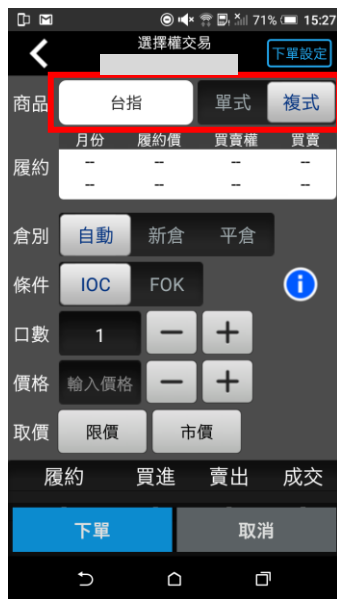 71% 15:27
選擇權交易
下單設定
商品 台指 單式 複式
月份 履約價 買賣權 買賣
履約 -- -- -- --
-- -- -- --
倉別 自動 新倉 平倉
條件 IOC FOK
口數 1
價格 輸入價格
取價 限價 市價
履約 買進 賣出 成交
下單 取消